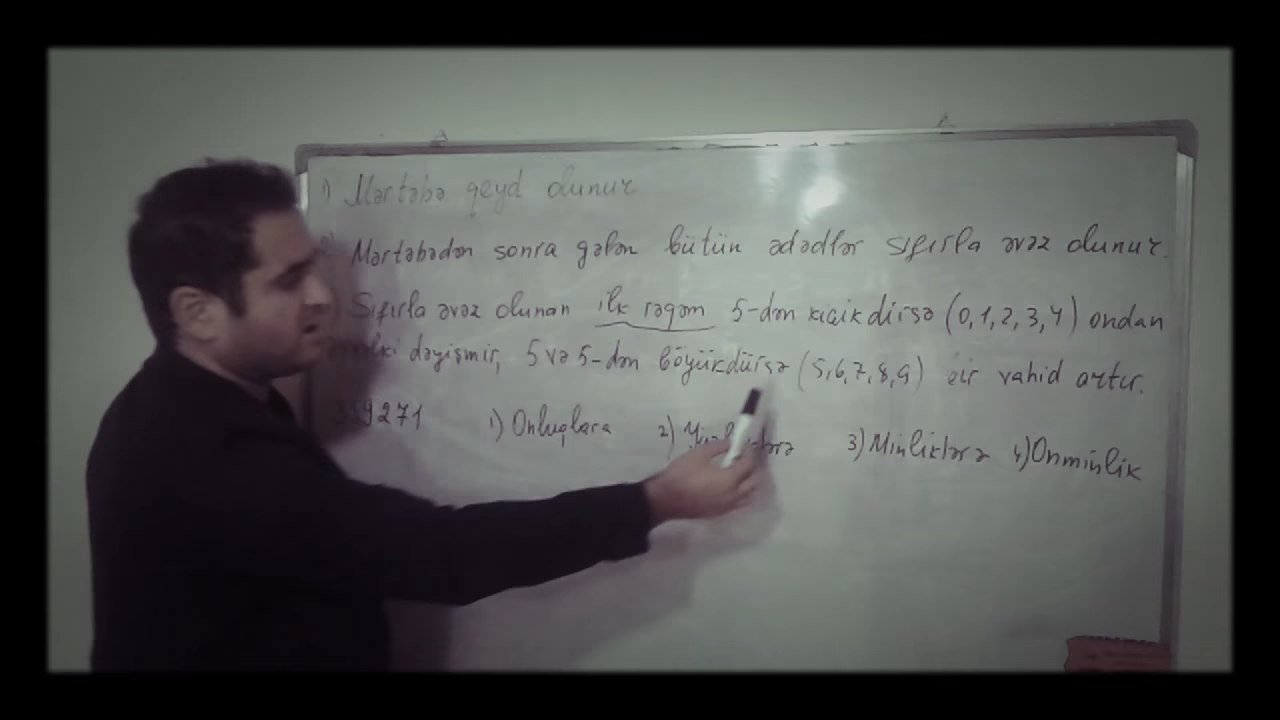 1) Mərtəbə qeyd olunur
Mərtəbədən sonra gələn bütün ədədlər sıfırla əvəz olunur.
Sıfırla əvəz olunan ilk rəqəm 5-dən kiçikdirsə (0,1,2,3,4) ondan
dəyişmir, 5 və 5-dən böyükdürsə (5,6,7,8,9) bir vahid artır.
359271 1) Onluqlara 2) 3) Minliklərə 4) Onminlik